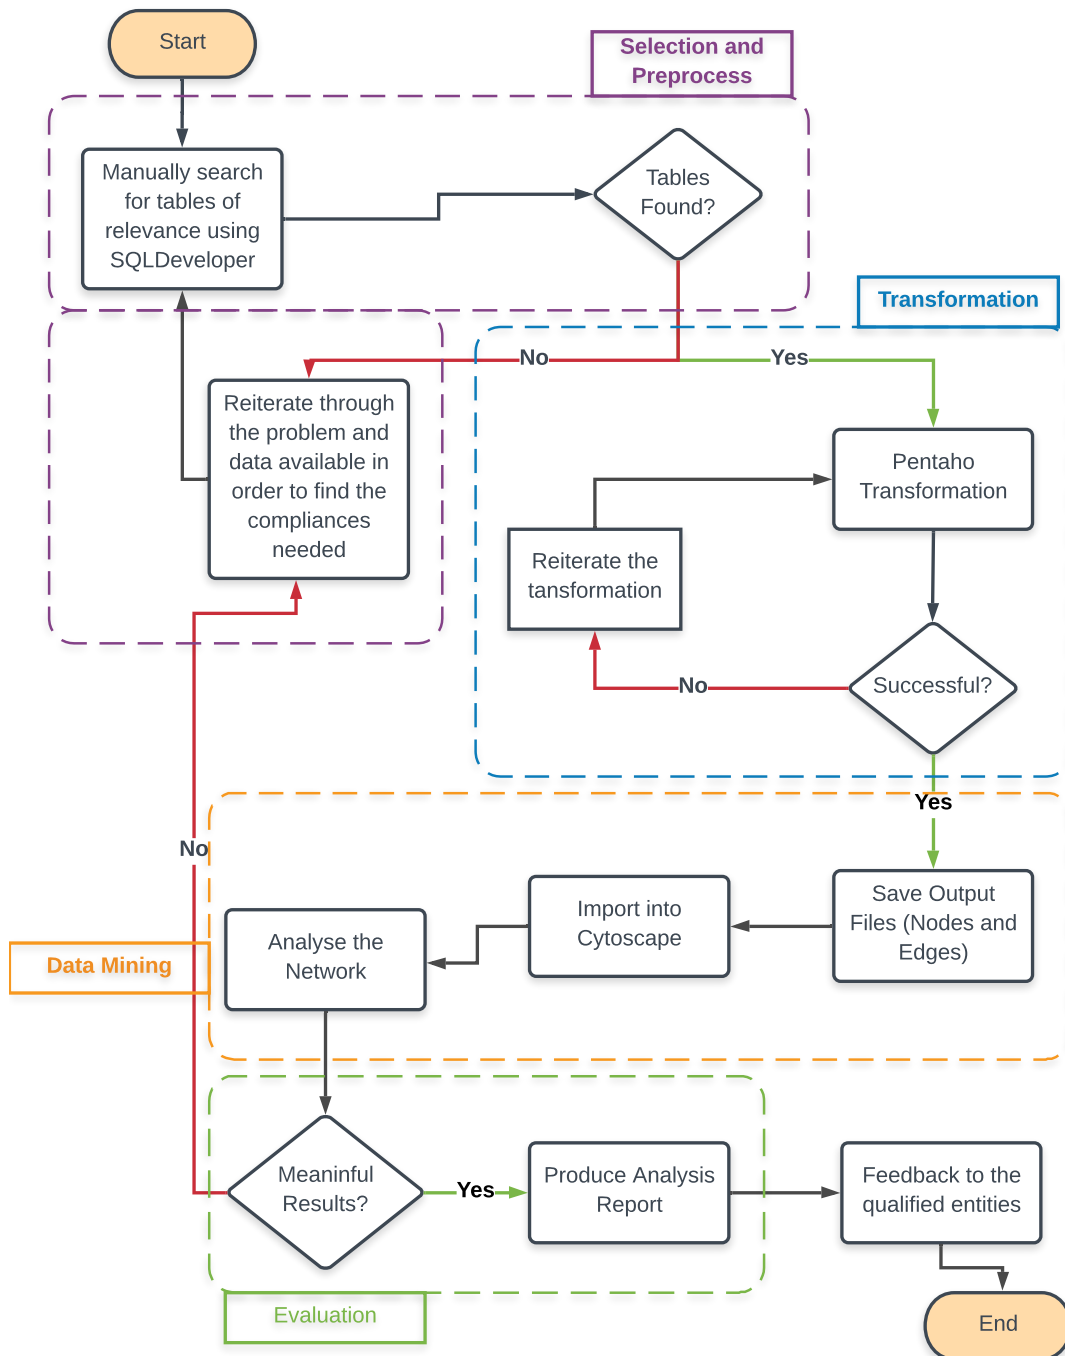 Start
Selection and
Preprocess
Manually search
for tables of
relevance using
SQLDeveloper
Tables
Found?
Transformation
No
Yes
Reiterate through
the problem and
data available in
order to find the
compliances
needed
Pentaho
Transformation
Reiterate the
tansformation
Successful?
No
Yes
No
Save Output
Files (Nodes and
Edges)
Import into
Cytoscape
Analyse the
Network
Data Mining
Meaninful
Results?
Yes
Produce Analysis
Report
Feedback to the
qualified entities
Evaluation
End